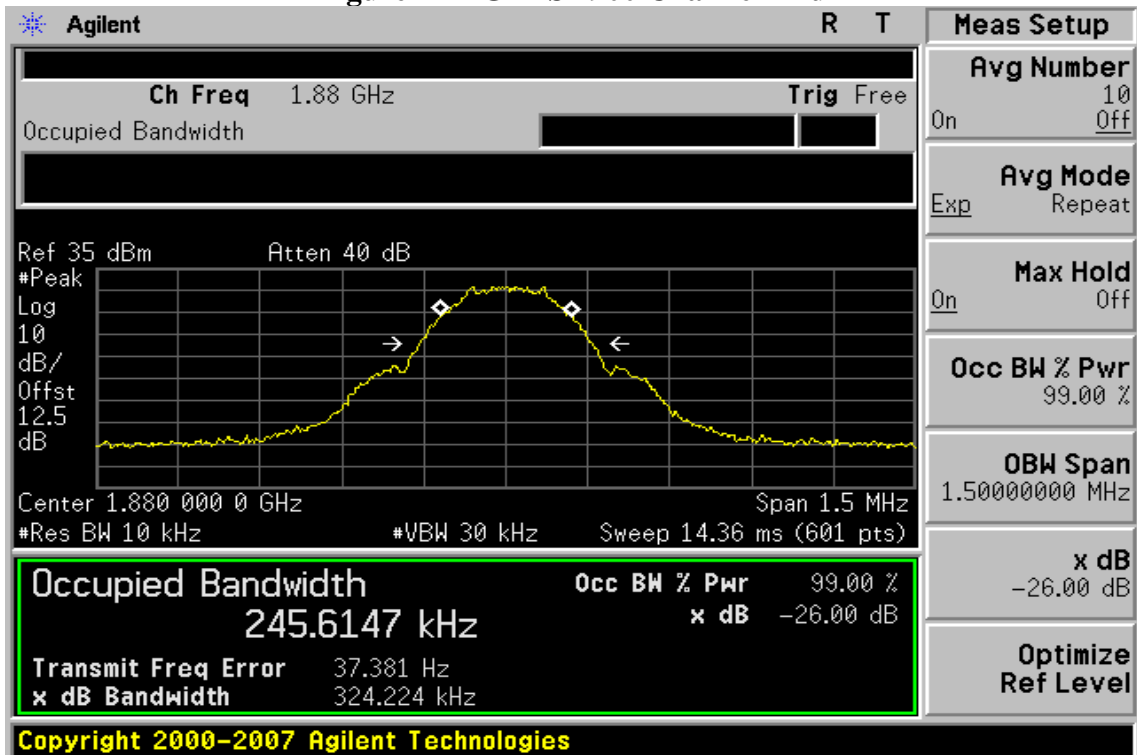 Agilent R T
Ch Freq 1.88 GHz Trig Free
Occupied Bandwidth
Ref 35 dBm Atten 40 dB
#Peak
Log
10
dB/
Offst
12.5
dB
Center 1.880 000 0 GHz Span 1.5 MHz
#Res BW 10 kHz #VBW 30 kHz Sweep 14.36 ms (601 pts)
Occupied Bandwidth
245.6147 kHz
Occ BW % Pwr 99.00 %
x dB -26.00 dB
Transmit Freq Error 37.381 Hz
x dB Bandwidth 324.224 kHz
Meas Setup
Avg Number
10
On Off
Avg Mode
Exp Repeat
Max Hold
On Off
Occ BW % Pwr
99.00 %
OBW Span
1.50000000 MHz
x dB
-26.00 dB
Optimize
Ref Level
Copyright 2000-2007 Agilent Technologies